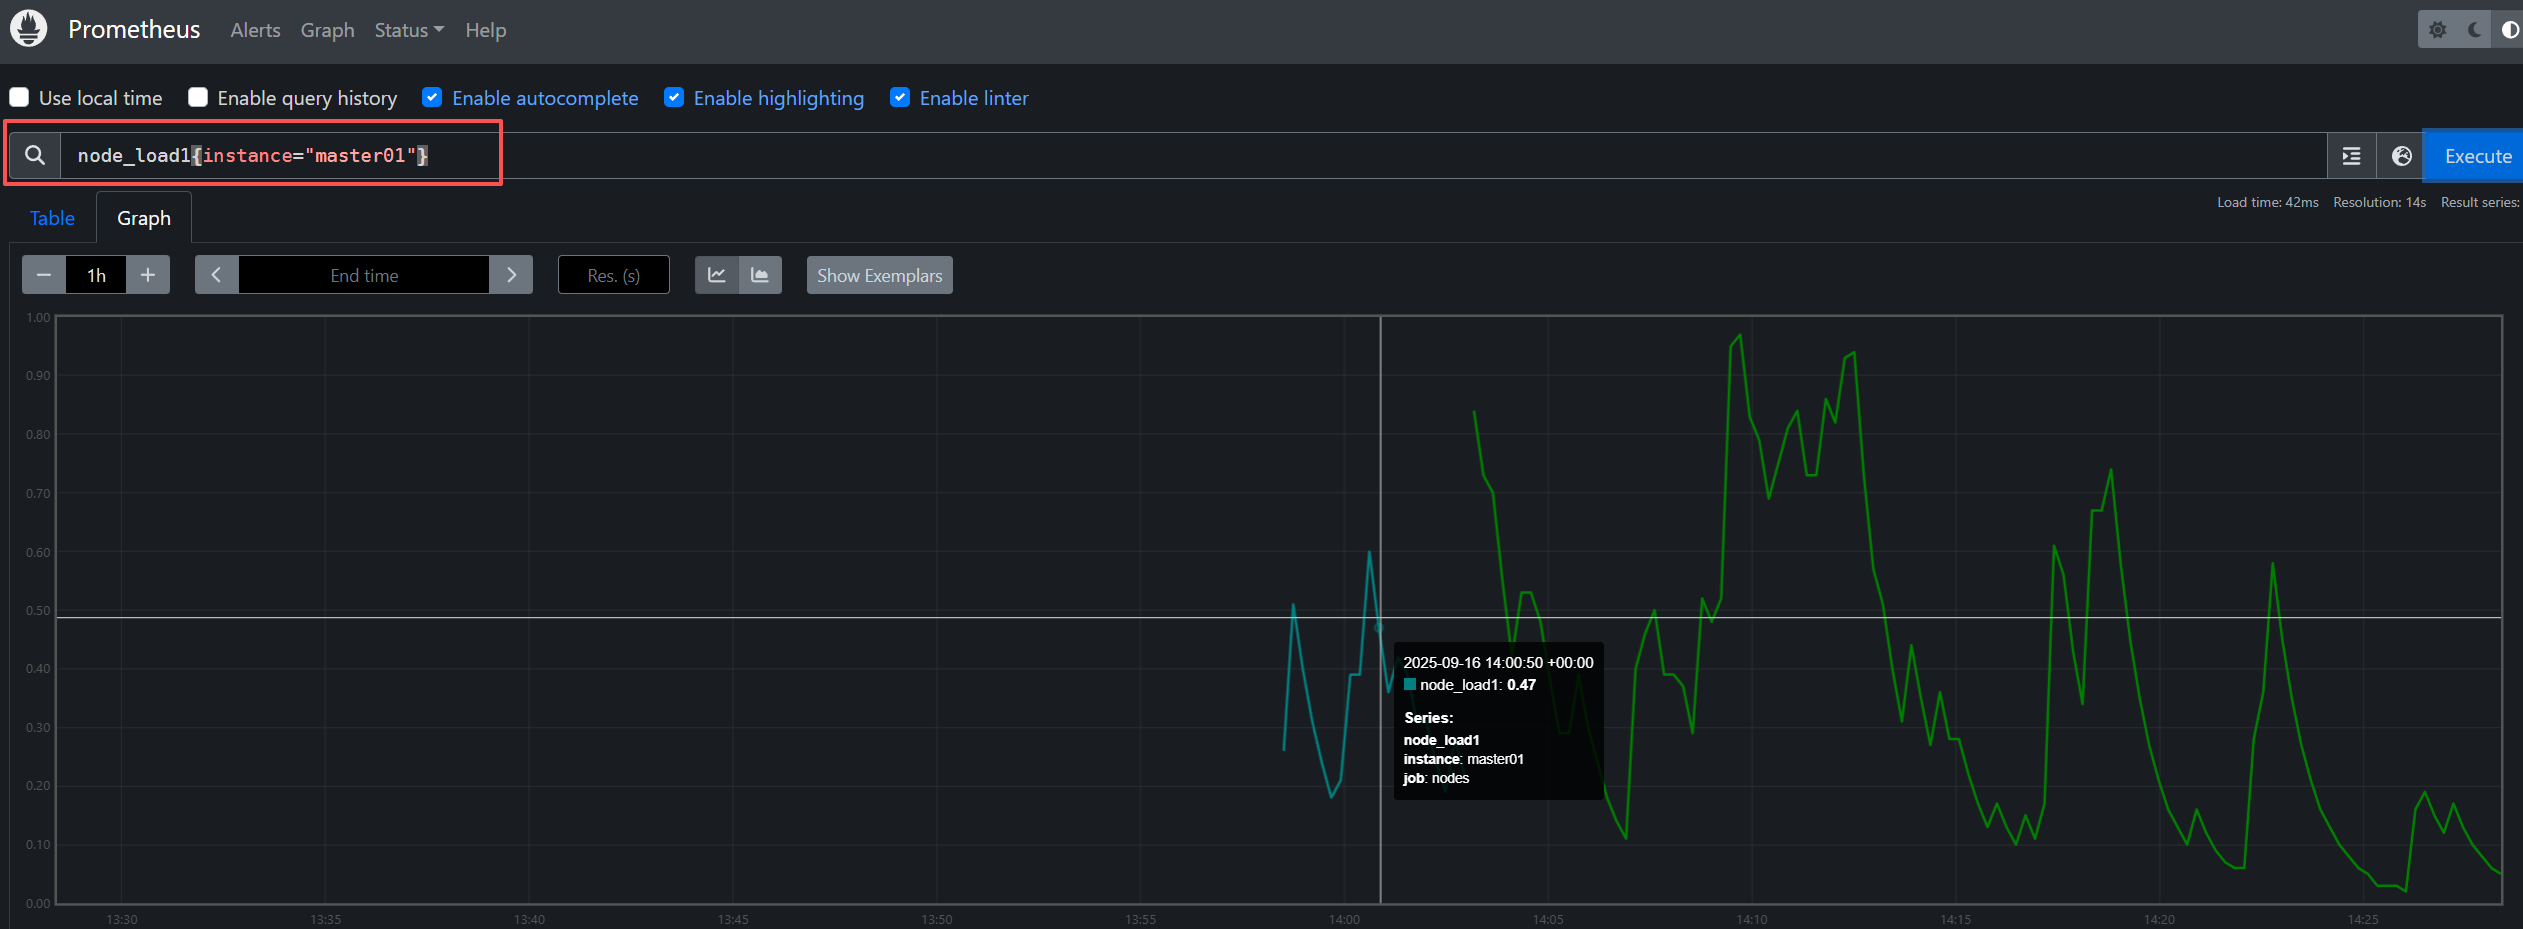 Prometheus Alerts Graph Status Help
Use local time Enable query history Enable autocomplete Enable highlighting Enable linter
node_load1{instance="master01"}
Execute
Table Graph
Load time: 42ms Resolution: 14s Result series:
1h End time Res. (s) Show Exemplars
1.00
0.90
0.80
0.70
0.60
0.50
0.40
0.30
0.20
0.10
0.00
2025-09-16 14:00:50 +00:00
node_load1: 0.47
Series:
node_load1
instance: master01
job: nodes
13:30 13:35 13:40 13:45 13:50 13:55 14:00 14:05 14:10 14:15 14:20 14:25